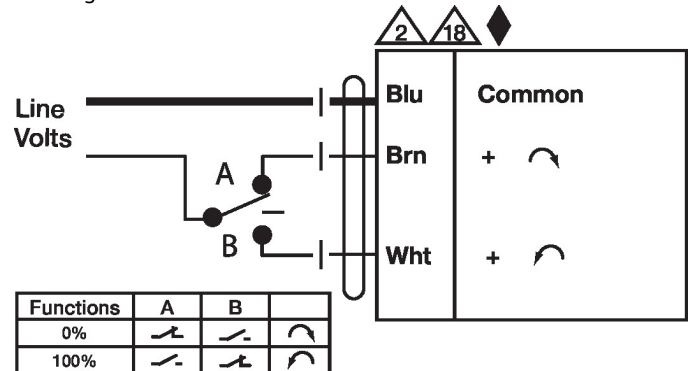 2 18
Blu Common
Line
Volts
Brn +
A
B
Wht +
Functions A B
0%
100%